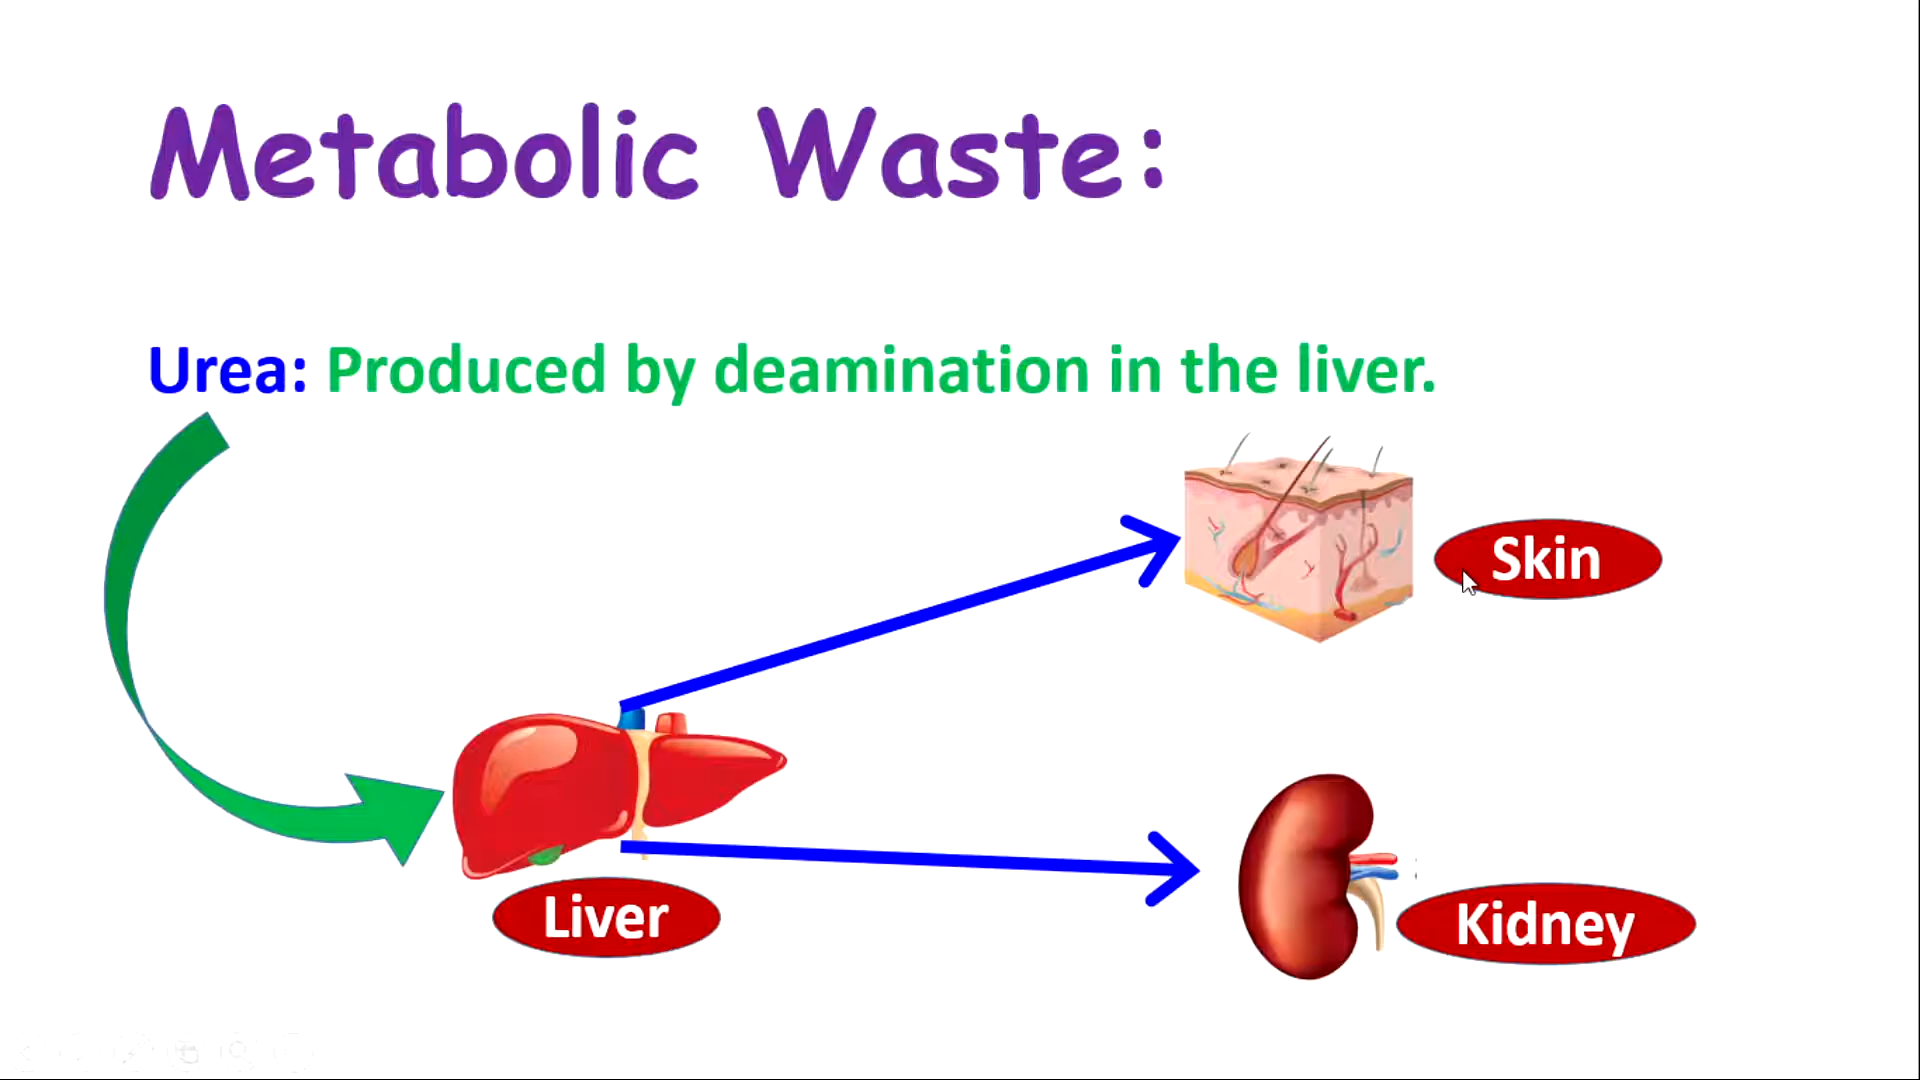 Metabolic Waste:
Urea: Produced by deamination in the liver.
Skin
Liver
Kidney